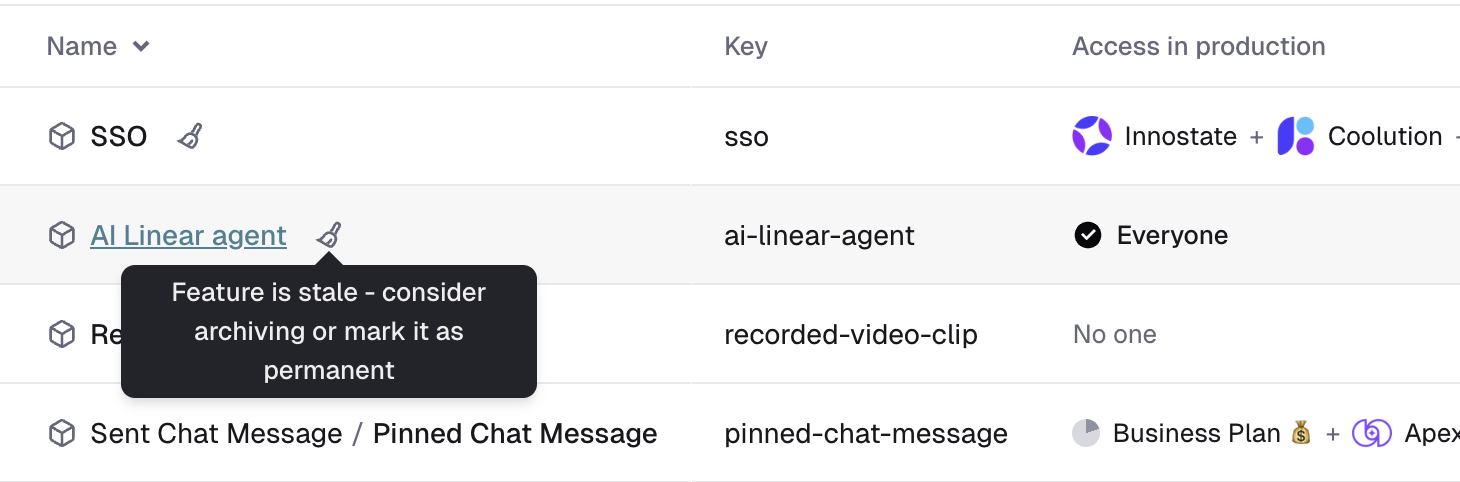 Name Key Access in production
SSO sso Innostate + Coolution
AI Linear agent ai-linear-agent Everyone
Feature is stale - consider
archiving or mark it as
permanent
Re recorded-video-clip No one
Sent Chat Message / Pinned Chat Message pinned-chat-message Business Plan 💰 + Apex